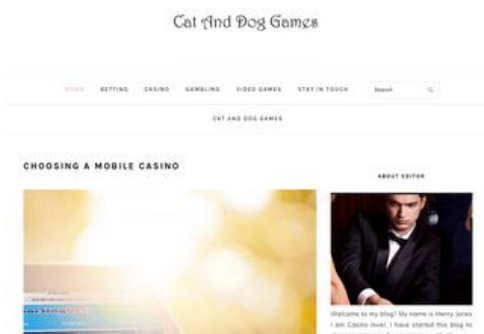 Cat And Dog Games
HOME BETTING CASINO GAMBLING VIDEO GAMES STAY IN TOUCH Search
CAT AND DOG GAMES
CHOOSING A MOBILE CASINO
ABOUT EDITOR
Welcome to my blog! My name is Henry Jones
I am Casino lover, I have started this blog to